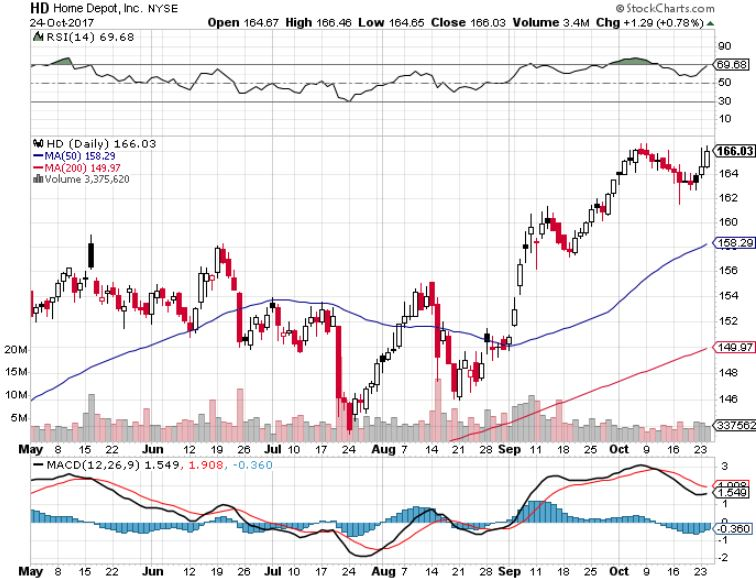 HD Home Depot, Inc. NYSE © StockCharts.com
24-Oct-2017 Open 164.67 High 166.46 Low 164.65 Close 166.03 Volume 3.4M Chg +1.29 (+0.78%)
RSI(14) 69.68
90
69.68
50
30
10
HD (Daily) 166.03
MA(50) 158.29
MA(200) 149.97
Volume 3,375,620
166.03
164
162
160
158.29
156
154
152
149.97
148
146
20M
15M
10M
5M
337562
May 8 15 22 Jun 12 19 26 Jul 10 17 24 Aug 7 14 21 28 Sep 11 18 25 Oct 9 16 23
MACD(12,26,9) 1.549, 1.908, -0.360
3
1.908
1.549
1
0
-0.360
-1
-2
May 8 15 22 Jun 12 19 26 Jul 10 17 24 Aug 7 14 21 28 Sep 11 18 25 Oct 9 16 23